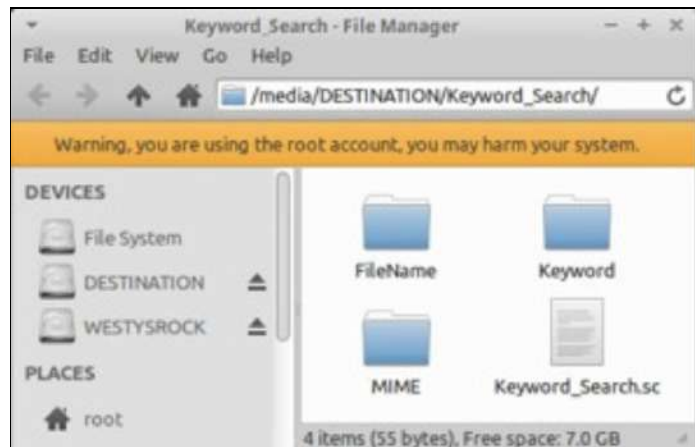 Keyword_Search - File Manager
File Edit View Go Help
/media/DESTINATION/Keyword_Search/
Warning, you are using the root account, you may harm your system.
DEVICES
File System
DESTINATION
WESTYSROCK
PLACES
root
FileName
Keyword
MIME
Keyword_Search.sc
4 items (55 bytes), Free space: 7.0 GB